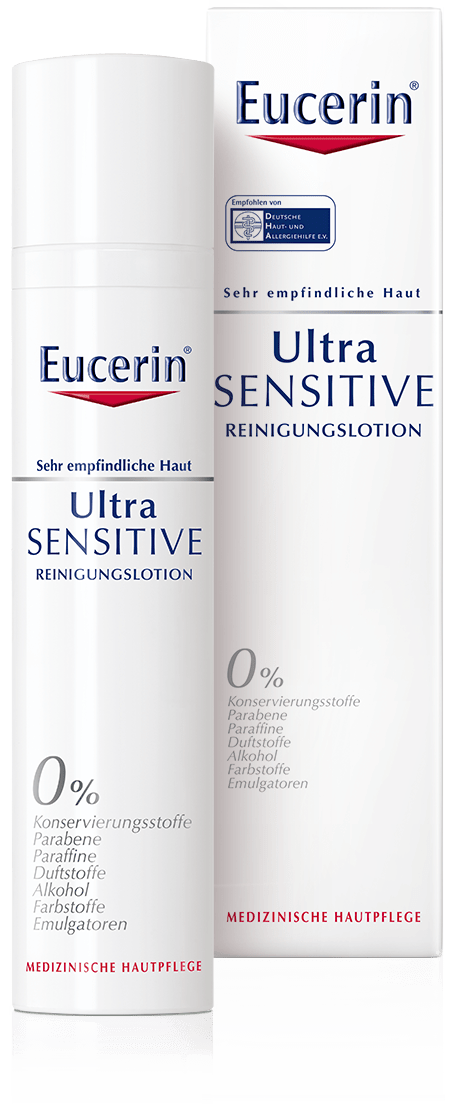 Eucerin®
Sehr empfindliche Haut
Ultra
SENSITIVE
REINIGUNGSLOTION
0%
Konservierungsstoffe
Parabene
Paraffine
Duftstoffe
Alkohol
Farbstoffe
Emulgatoren
MEDIZINISCHE HAUTPFLEGE
Eucerin®
Empfohlen von
DEUTSCHE
HAUT- UND
ALLERGIEHILFE E.V.
Sehr empfindliche Haut
Ultra
SENSITIVE
REINIGUNGSLOTION
0%
Konservierungsstoffe
Parabene
Paraffine
Duftstoffe
Alkohol
Farbstoffe
Emulgatoren
MEDIZINISCHE HAUTPFLEGE